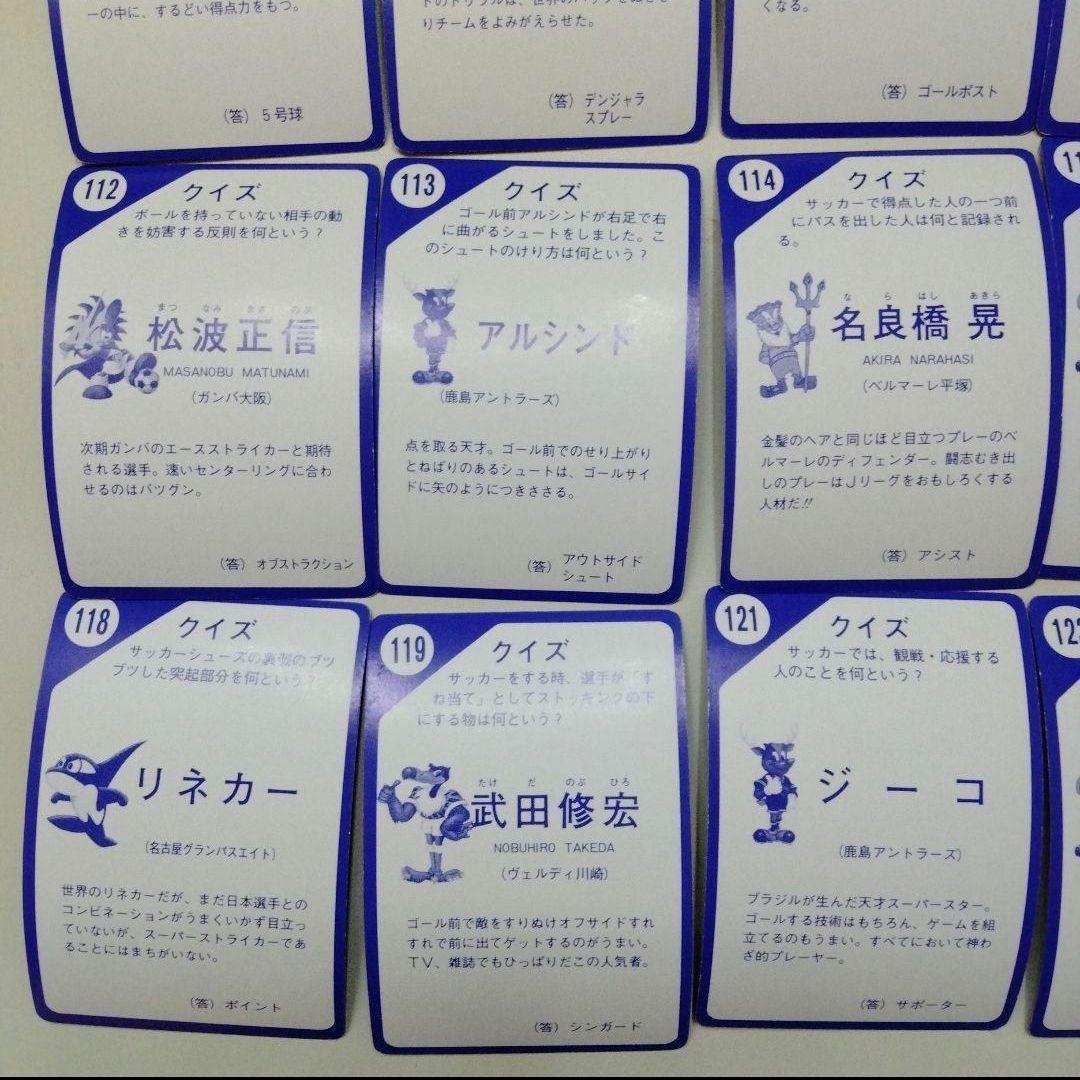 ーの中に、するどい得点力をもつ。
(答) 5号球
りチームをよみがえらせた。
(答) デンジャラ
スプレー
くなる。
(答) ゴールポスト
112
クイズ
ボールを持っていない相手の動
きを妨害する反則を何という？
まつ なみ まさ のぶ
松波正信
MASANOBU MATUNAMI
(ガンバ大阪)
次期ガンバのエースストライカーと期待
される選手。速いセンターリングに合わ
せるのはバツグン。
(答) オブストラクション
113
クイズ
ゴール前アルシンドが右足で右
に曲がるシュートをしました。こ
のシュートのけり方は何という？
アルシンド
(鹿島アントラーズ)
点を取る天才。ゴール前でのせり上がり
とねばりのあるシュートは、ゴールサイ
ドに矢のようにつきささる。
(答) アウトサイド
シュート
114
クイズ
サッカーで得点した人の一つ前
にパスを出した人は何と記録され
る。
な ら はし あきら
名良橋 晃
AKIRA NARAHASI
(ベルマーレ平塚)
金髪のヘアと同じほど目立つプレーのベ
ルマーレのディフェンダー。闘志むき出
しのプレーはJリーグをおもしろくする
人材だ!!
(答) アシスト
118
クイズ
サッカーシューズの裏側のブツ
ブツした突起部分を何という？
リネカー
(名古屋グランパスエイト)
世界のリネカーだが、まだ日本選手との
コンビネーションがうまくいかず目立っ
ていないが、スーパーストライカーであ
ることにはまちがいない。
(答) ポイント
119
クイズ
サッカーをする時、選手が「す
ね当て」としてストッキングの下
にする物は何という？
たけ だ のぶ ひろ
武田修宏
NOBUHIRO TAKEDA
(ヴェルディ川崎)
ゴール前で敵をすりぬけオフサイドすれ
すれで前に出てゲットするのがうまい。
TV、雑誌でもひっぱりだこの人気者。
(答) シンガード
121
クイズ
サッカーでは、観戦・応援する
人のことを何という？
ジーコ
(鹿島アントラーズ)
ブラジルが生んだ天才スーパースター。
ゴールする技術はもちろん、ゲームを組
立てるのもうまい。すべてにおいて神わ
ざ的プレーヤー。
(答) サポーター